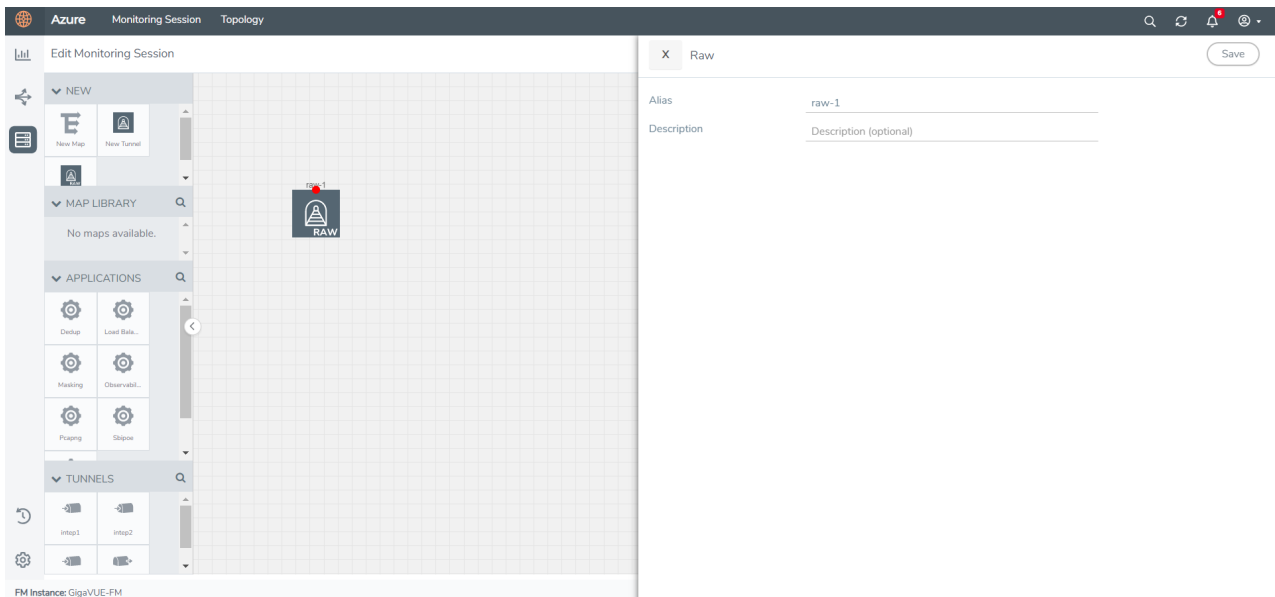 Azure Monitoring Session Topology
6
Edit Monitoring Session
X Raw Save
NEW
New Map New Tunnel
RAW
Alias raw-1
Description Description (optional)
raw-1
RAW
MAP LIBRARY
No maps available.
APPLICATIONS
Dedup Load Bala...
Masking Observabil...
Pcapng Sbipoe
TUNNELS
intep1 intep2
FM Instance: GigaVUE-FM